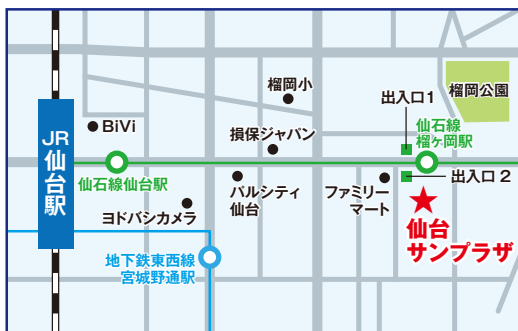 榴岡小
榴岡公園
出入口1
BiVi
損保ジャパン
仙石線
榴ヶ岡駅
JR
仙台駅
仙石線仙台駅
パルシティ
仙台
ファミリー
マート
出入口 2
ヨドバシカメラ
仙台
サンプラザ
地下鉄東西線
宮城野通駅